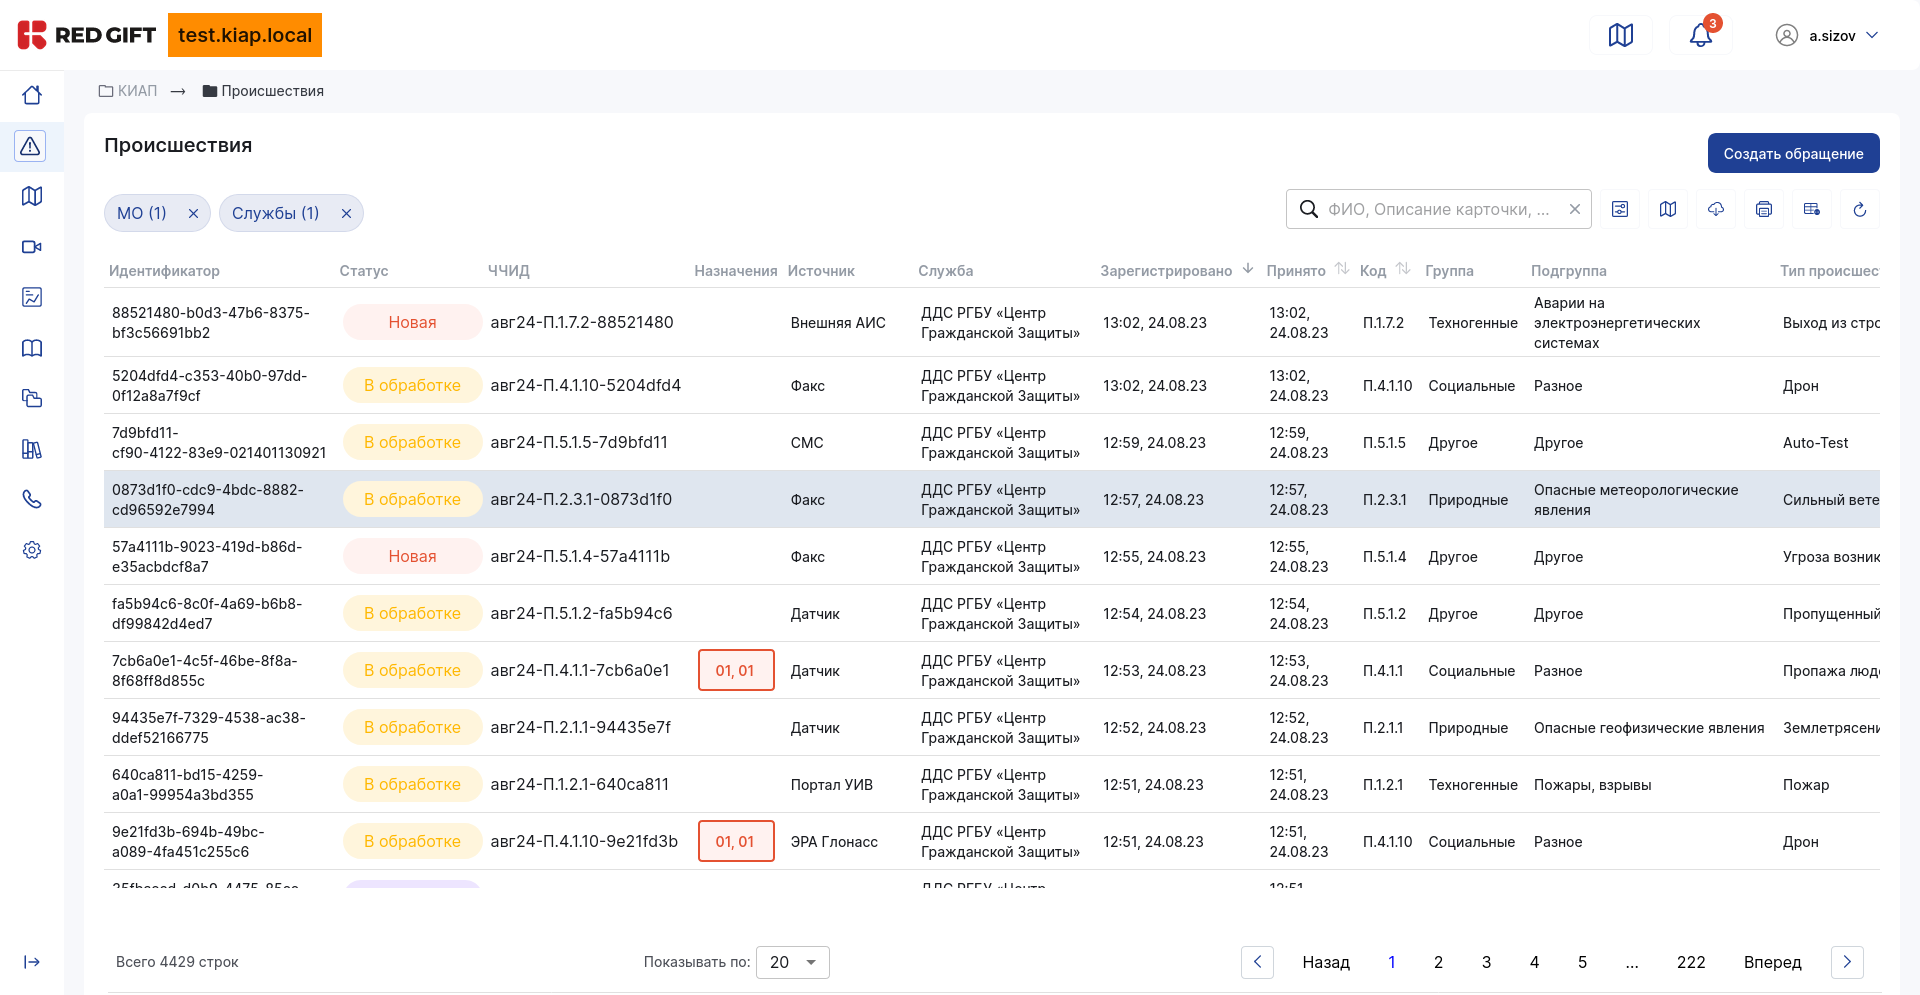 RED GIFT test.kiap.local 3 a.sizov
КИАП → Происшествия
Происшествия
Создать обращение
МО (1) × Службы (1) ×
ФИО, Описание карточки, ... ×
Идентификатор Статус ЧЧИД Назначения Источник Служба Зарегистрировано Принято Код Группа Подгруппа Тип происшес
88521480-b0d3-47b6-8375-bf3c56691bb2 Новая авг24-П.1.7.2-88521480 Внешняя АИС ДДС РГБУ «Центр Гражданской Защиты» 13:02, 24.08.23 13:02, 24.08.23 П.1.7.2 Техногенные Аварии на электроэнергетических системах Выход из стро
5204dfd4-c353-40b0-97dd-0f12a8a7f9cf В обработке авг24-П.4.1.10-5204dfd4 Факс ДДС РГБУ «Центр Гражданской Защиты» 13:02, 24.08.23 13:02, 24.08.23 П.4.1.10 Социальные Разное Дрон
7d9bfd11-cf90-4122-83e9-021401130921 В обработке авг24-П.5.1.5-7d9bfd11 СМС ДДС РГБУ «Центр Гражданской Защиты» 12:59, 24.08.23 12:59, 24.08.23 П.5.1.5 Другое Другое Auto-Test
0873d1f0-cdc9-4bdc-8882-cd96592e7994 В обработке авг24-П.2.3.1-0873d1f0 Факс ДДС РГБУ «Центр Гражданской Защиты» 12:57, 24.08.23 12:57, 24.08.23 П.2.3.1 Природные Опасные метеорологические явления Сильный вете
57a4111b-9023-419d-b86d-e35acbdcf8a7 Новая авг24-П.5.1.4-57a4111b Факс ДДС РГБУ «Центр Гражданской Защиты» 12:55, 24.08.23 12:55, 24.08.23 П.5.1.4 Другое Другое Угроза возник
fa5b94c6-8c0f-4a69-b6b8-df99842d4ed7 В обработке авг24-П.5.1.2-fa5b94c6 Датчик ДДС РГБУ «Центр Гражданской Защиты» 12:54, 24.08.23 12:54, 24.08.23 П.5.1.2 Другое Другое Пропущенный
7cb6a0e1-4c5f-46be-8f8a-8f68ff8d855c В обработке авг24-П.4.1.1-7cb6a0e1 01, 01 Датчик ДДС РГБУ «Центр Гражданской Защиты» 12:53, 24.08.23 12:53, 24.08.23 П.4.1.1 Социальные Разное Пропажа люд
94435e7f-7329-4538-ac38-ddef52166775 В обработке авг24-П.2.1.1-94435e7f Датчик ДДС РГБУ «Центр Гражданской Защиты» 12:52, 24.08.23 12:52, 24.08.23 П.2.1.1 Природные Опасные геофизические явления Землетрясени
640ca811-bd15-4259-a0a1-99954a3bd355 В обработке авг24-П.1.2.1-640ca811 Портал УИВ ДДС РГБУ «Центр Гражданской Защиты» 12:51, 24.08.23 12:51, 24.08.23 П.1.2.1 Техногенные Пожары, взрывы Пожар
9e21fd3b-694b-49bc-a089-4fa451c255c6 В обработке авг24-П.4.1.10-9e21fd3b 01, 01 ЭРА Глонасс ДДС РГБУ «Центр Гражданской Защиты» 12:51, 24.08.23 12:51, 24.08.23 П.4.1.10 Социальные Разное Дрон
ДДС РГБУ «Центр 12:51,
Всего 4429 строк Показывать по: 20 Назад 1 2 3 4 5 ... 222 Вперед